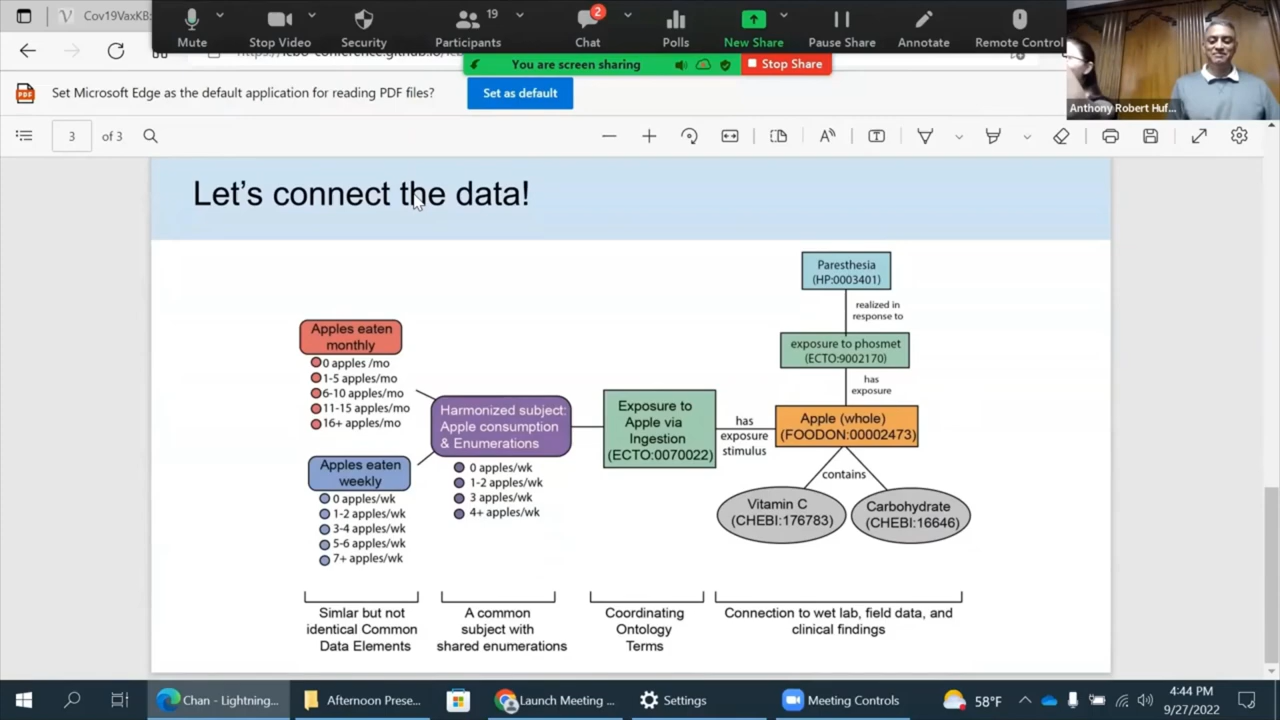 Cov19VaxKB:
Mute
Stop Video
Security
19
Participants
2
Chat
Polls
New Share
Pause Share
Annotate
Remote Control
You are screen sharing
Stop Share
Anthony Robert Huf...
PDF
Set Microsoft Edge as the default application for reading PDF files?
Set as default
3
of 3
Let's connect the data!
Paresthesia
(HP:0003401)
realized in
response to
exposure to phosmet
(ECTO:9002170)
has
exposure
Apples eaten
monthly
0 apples /mo
1-5 apples/mo
6-10 apples/mo
11-15 apples/mo
16+ apples/mo
Apples eaten
weekly
0 apples/wk
1-2 apples/wk
3-4 apples/wk
5-6 apples/wk
7+ apples/wk
Harmonized subject:
Apple consumption
& Enumerations
0 apples/wk
1-2 apples/wk
3 apples/wk
4+ apples/wk
Exposure to
Apple via
Ingestion
(ECTO:0070022)
has
exposure
stimulus
Apple (whole)
(FOODON:00002473)
contains
Vitamin C
(CHEBI:176783)
Carbohydrate
(CHEBI:16646)
Simlar but not
identical Common
Data Elements
A common
subject with
shared enumerations
Coordinating
Ontology
Terms
Connection to wet lab, field data, and
clinical findings
Chan - Lightning...
Afternoon Prese...
Launch Meeting ...
Settings
Meeting Controls
58°F
4:44 PM
9/27/2022